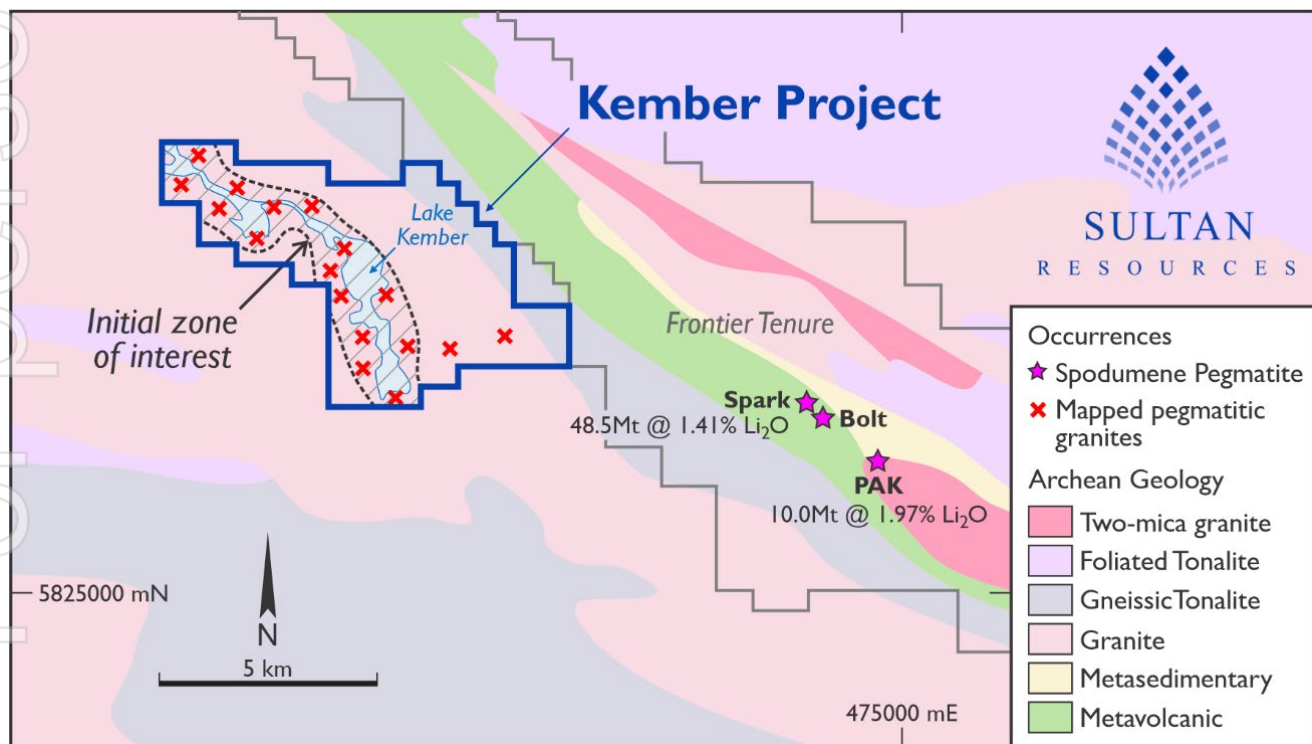 Kember Project
SULTAN
RESOURCES
Lake
Kember
Initial zone
of interest
Frontier Tenure
Spark
48.5Mt @ 1.41% Li₂O
Bolt
PAK
10.0Mt @ 1.97% Li₂O
5825000 mN
N
5 km
475000 mE
Occurrences
Spodumene Pegmatite
Mapped pegmatitic
granites
Archean Geology
Two-mica granite
Foliated Tonalite
Gneissic Tonalite
Granite
Metasedimentary
Metavolcanic